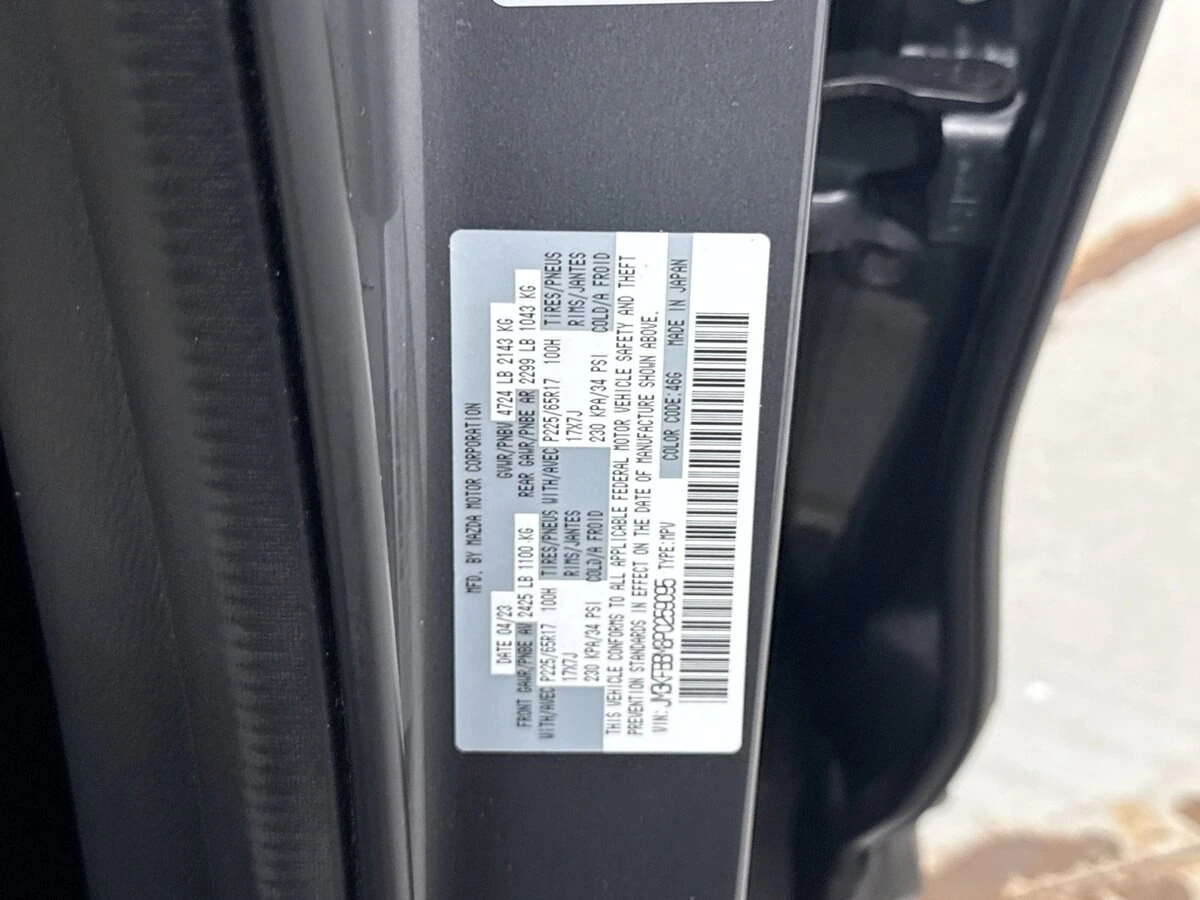 MFD. BY MAZDA MOTOR CORPORATION
DATE 04/23 GVWR/PNBV 4724 LB 2143 KG
FRONT GAWR/PNBE AV 2425 LB 1100 KG REAR GAWR/PNBE AR 2299 LB 1043 KG
WITH/AVEC P225/65R17 100H TIRES/PNEUS WITH/AVEC P225/65R17 100H TIRES/PNEUS
17X7J RIMS/JANTES 17X7J RIMS/JANTES
230 KPA/34 PSI COLD/A FROID 230 KPA/34 PSI COLD/A FROID
THIS VEHICLE CONFORMS TO ALL APPLICABLE FEDERAL MOTOR VEHICLE SAFETY AND THEFT
PREVENTION STANDARDS IN EFFECT ON THE DATE OF MANUFACTURE SHOWN ABOVE.
VIN: JM3KFBBM8P0259095 TYPE:MPV COLOR CODE:46G MADE IN JAPAN